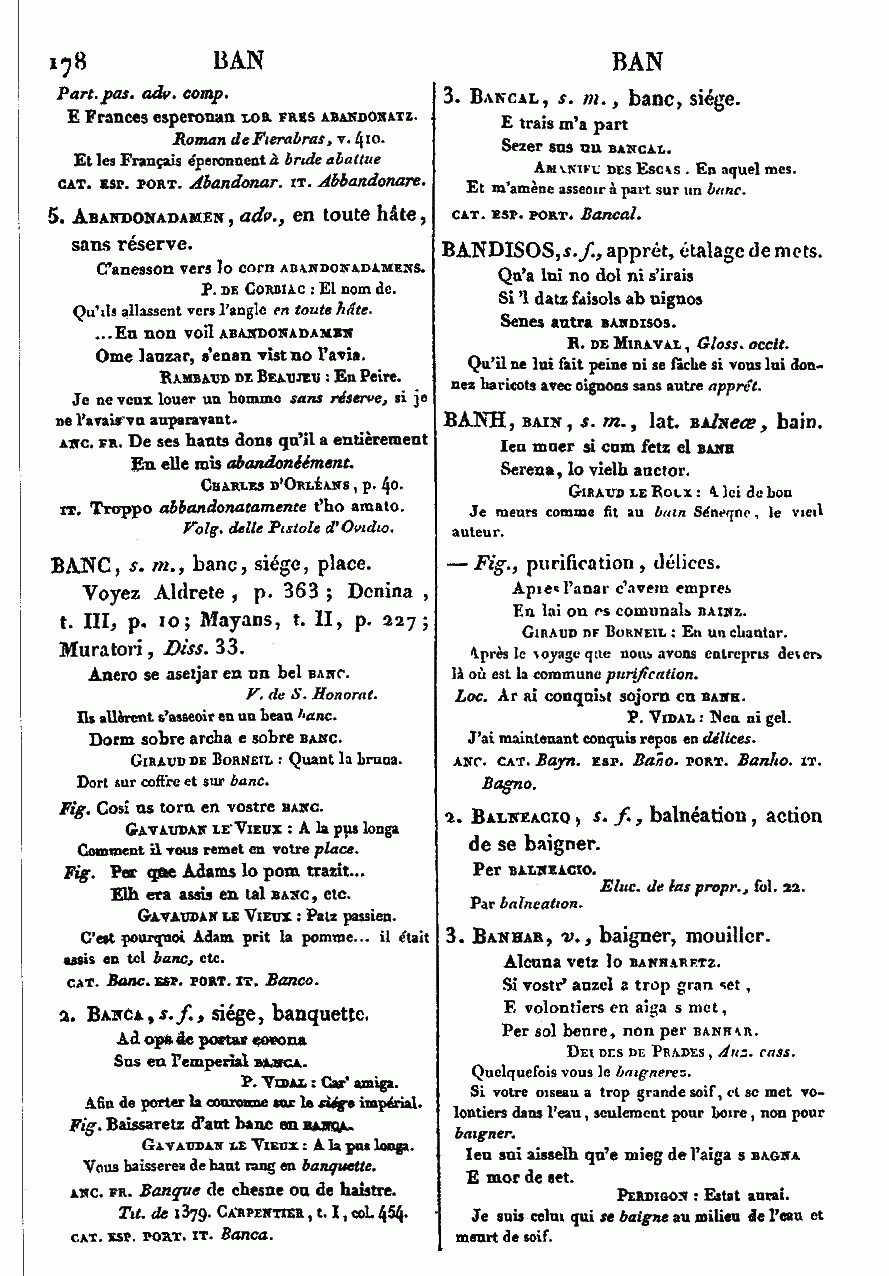 178 BAN
Part. pas. adv. comp.
E Frances esperonan LOR FRES ABANDONATZ.
Roman de Fierabras, v. 410.
Et les Français éperonnent à bride abattue
CAT. ESP. PORT. Abandonar. IT. Abbandonare.
5. ABANDONADAMEN, adv., en toute hâte,
sans réserve.
C'anesson vers lo corn ABANDONADAMENS.
P. DE CORBIAC : El nom de.
Qu'ils allassent vers l'angle en toute hâte.
...En non voil ABANDONADAMEN
Ome lauzar, s'enan vist no l'avia.
RAMBAUD DE BEAUJEU : En Peire.
Je ne veux louer un homme sans réserve, si je
ne l'avais vu auparavant.
ANC. FR. De ses hauts dons qu'il a entièrement
En elle mis abandonéément.
CHARLES D'ORLÉANS, p. 40.
IT. Troppo abbandonatamente t'ho amato.
Volg. delle Pistole d'Ovidio.
BANC, s. m., banc, siége, place.
Voyez Aldrete, p. 363 ; Denina,
t. III, p. 10; Mayans, t. II, p. 227;
Muratori, Diss. 33.
Anero se asetjar en un bel BANC.
V. de S. Honorat.
Ils allèrent s'asseoir en un beau banc.
Dorm sobre archa e sobre BANC.
GIRAUD DE BORNEIL : Quant la bruna.
Dort sur coffre et sur banc.
Fig. Cosi us torn en vostre BANC.
GAVAUDAN LE VIEUX : A la pus longa
Comment il vous remet en votre place.
Fig. Per que Adams lo pom trazit...
Elh era assis en tal BANC, etc.
GAVAUDAN LE VIEUX : Patz passien.
C'est pourquoi Adam prit la pomme... il était
assis en tel banc, etc.
CAT. Banc. ESP. PORT. IT. Banco.
2. BANCA, s. f., siége, banquette.
Ad ops de portar corona
Sus en l'emperial BANCA.
P. VIDAL : Car' amiga.
Afin de porter la couronne sur le siége impérial.
Fig. Baissaretz d'aut banc en BANQA.
GAVAUDAN LE VIEUX : A la pus longa.
Vous baisserez de haut rang en banquette.
ANC. FR. Banque de chesne ou de haistre.
Tit. de 1379. CARPENTIER, t. I, col. 454.
CAT. ESP. PORT. IT. Banca.
BAN
3. BANCAL, s. m., banc, siége.
E trais m'a part
Sezer sus un BANCAL.
AMANIEU DES ESCAS. En aquel mes.
Et m'amène asseoir à part sur un banc.
CAT. ESP. PORT. Bancal.
BANDISOS, s. f., apprêt, étalage de mets.
Qu'a lui no dol ni s'irais
Si 'l datz faisols ab uignos
Senes autra BANDISOS.
R. DE MIRAVAL, Gloss. occit.
Qu'il ne lui fait peine ni se fâche si vous lui don-
nez haricots avec oignons sans autre apprêt.
BANH, BAIN, s. m., lat. BALneæ, bain.
Ieu muer si cum fetz el BANH
Serena, lo vielh auctor.
GIRAUD LE ROUX : A lei de bon
Je meurs comme fit au bain Sénèque, le vieil
auteur.
— Fig., purification, délices.
Apres l'anar c'avem empres
En lai on es comunals BAINZ.
GIRAUD DE BORNEIL : En un chantar.
Après le voyage que nous avons entrepris devers
là où est la commune purification.
Loc. Ar ai conquist sojorn en BANH.
P. VIDAL : Neu ni gel.
J'ai maintenant conquis repos en délices.
ANC. CAT. Bayn. ESP. Baño. PORT. Banho. IT.
Bagno.
2. BALNEACIO, s. f., balnéation, action
de se baigner.
Per BALNEACIO.
Eluc. de las propr., fol. 22.
Par balneation.
3. BANHAR, v., baigner, mouiller.
Alcuna vetz lo BANHARETZ.
Si vostr' auzel a trop gran set,
E volontiers en aiga s met,
Per sol beure, non per BANHAR.
DEUDES DE PRADES, Auz. cass.
Quelquefois vous le baignerez.
Si votre oiseau a trop grande soif, et se met vo-
lontiers dans l'eau, seulement pour boire, non pour
baigner.
Ieu sui aisselh qu'e mieg de l'aiga s BAGNA
E mor de set.
PERDIGON : Estat aurai.
Je suis celui qui se baigne au milieu de l'eau et
meurt de soif.